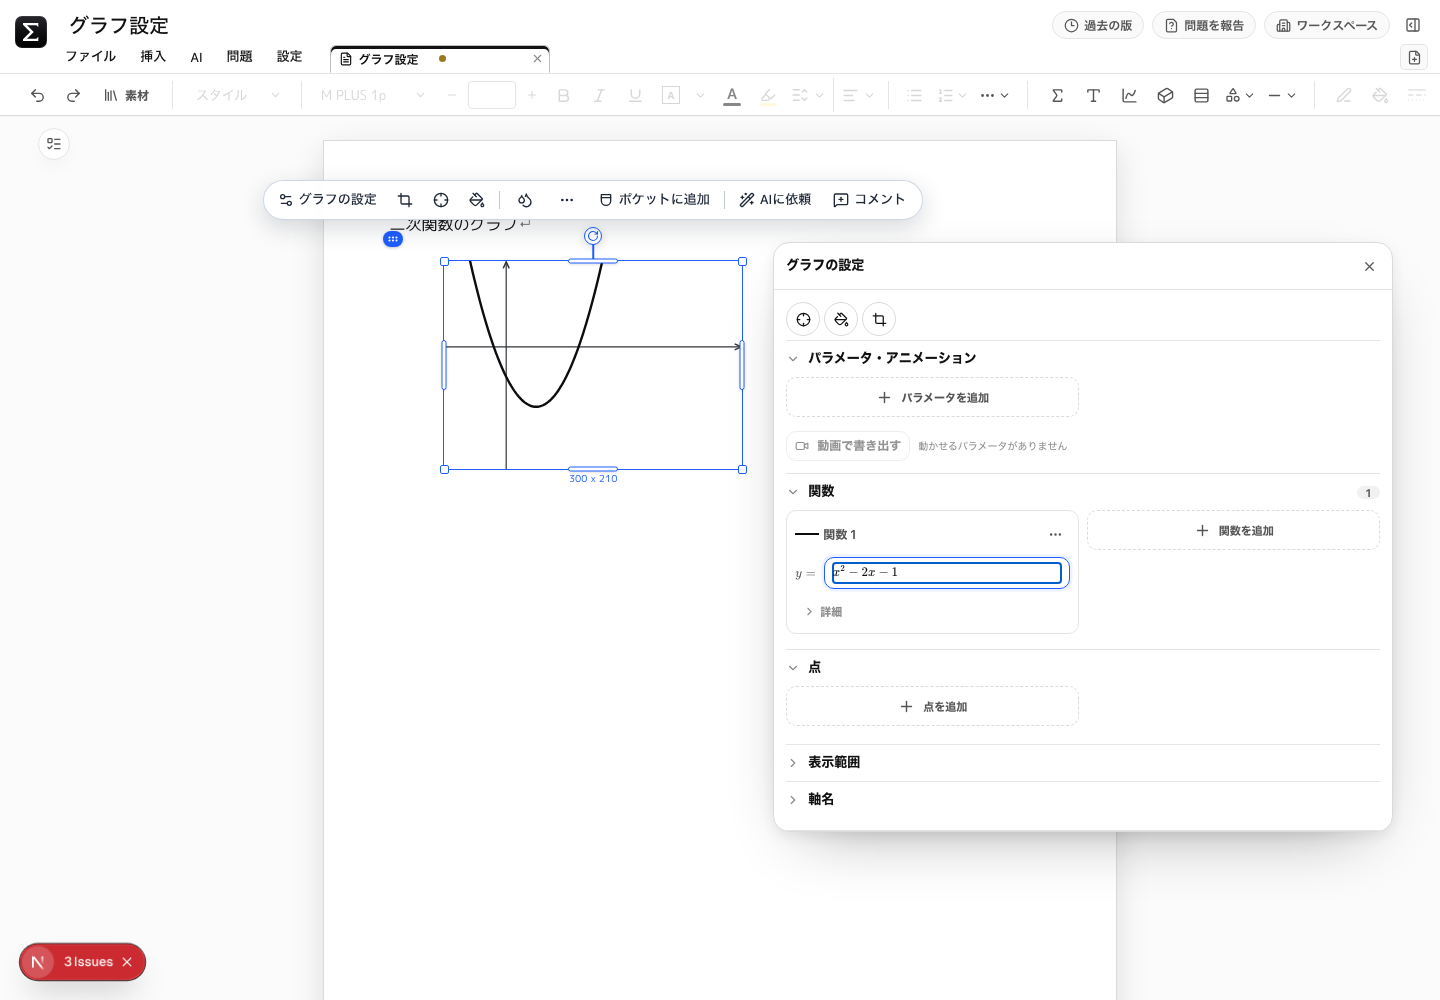 Σ
グラフ設定
過去の版
問題を報告
ワークスペース
ファイル 挿入 AI 問題 設定
グラフ設定
素材 スタイル M PLUS 1p B I U A A Σ T
グラフの設定 ポケットに追加 AIに依頼 コメント
二次関数のグラフ↵
300 x 210
グラフの設定
パラメータ・アニメーション
パラメータを追加
動画で書き出す 動かせるパラメータがありません
関数 1
関数 1
関数を追加
y = x² − 2x − 1
詳細
点
点を追加
表示範囲
軸名
N 3 Issues